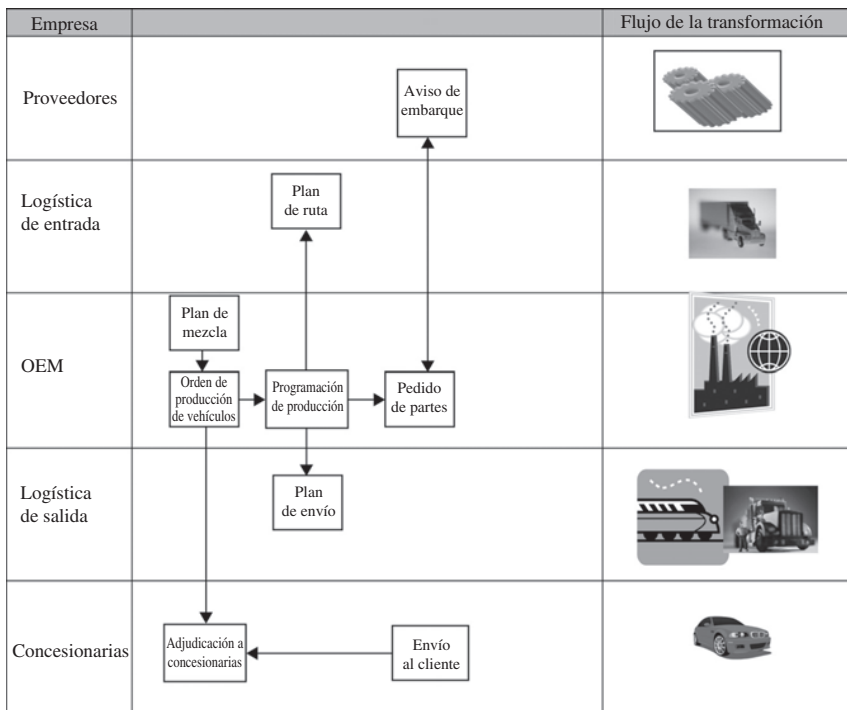 Empresa
Flujo de la transformación
Proveedores
Aviso de
embarque
Logística
de entrada
Plan
de ruta
OEM
Plan de
mezcla
Orden de
producción
de vehículos
Programación
de producción
Pedido
de partes
Logística
de salida
Plan
de envío
Concesionarias
Adjudicación a
concesionarias
Envío
al cliente